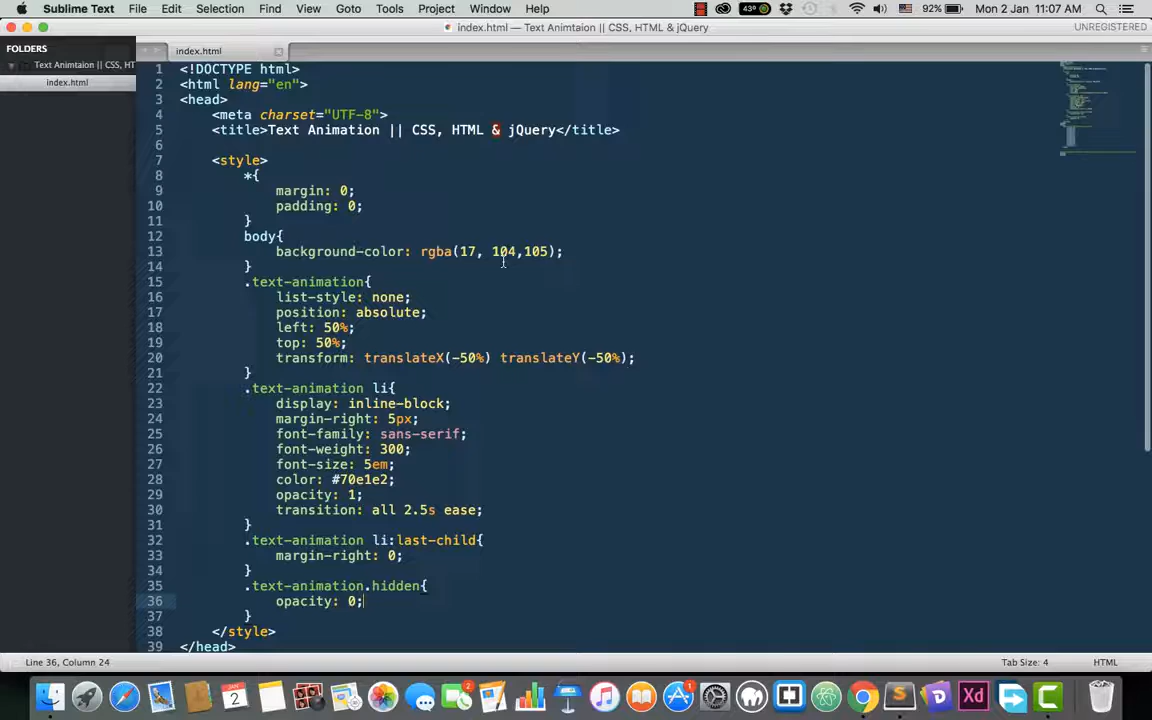 Sublime Text File Edit Selection Find View Goto Tools Project Window Help 43° 92% Mon 2 Jan 11:07 AM
index.html — Text Animtaion || CSS, HTML & jQuery UNREGISTERED
FOLDERS
Text Animtaion || CSS, HT
index.html
index.html
1 <!DOCTYPE html>
2 <html lang="en">
3 <head>
4 <meta charset="UTF-8">
5 <title>Text Animation || CSS, HTML & jQuery</title>
6
7 <style>
8 *{
9 margin: 0;
10 padding: 0;
11 }
12 body{
13 background-color: rgba(17, 104,105);
14 }
15 .text-animation{
16 list-style: none;
17 position: absolute;
18 left: 50%;
19 top: 50%;
20 transform: translateX(-50%) translateY(-50%);
21 }
22 .text-animation li{
23 display: inline-block;
24 margin-right: 5px;
25 font-family: sans-serif;
26 font-weight: 300;
27 font-size: 5em;
28 color: #70e1e2;
29 opacity: 1;
30 transition: all 2.5s ease;
31 }
32 .text-animation li:last-child{
33 margin-right: 0;
34 }
35 .text-animation.hidden{
36 opacity: 0;
37 }
38 </style>
39 </head>
Line 36, Column 24 Tab Size: 4 HTML
JAN
2
2
1
Xd